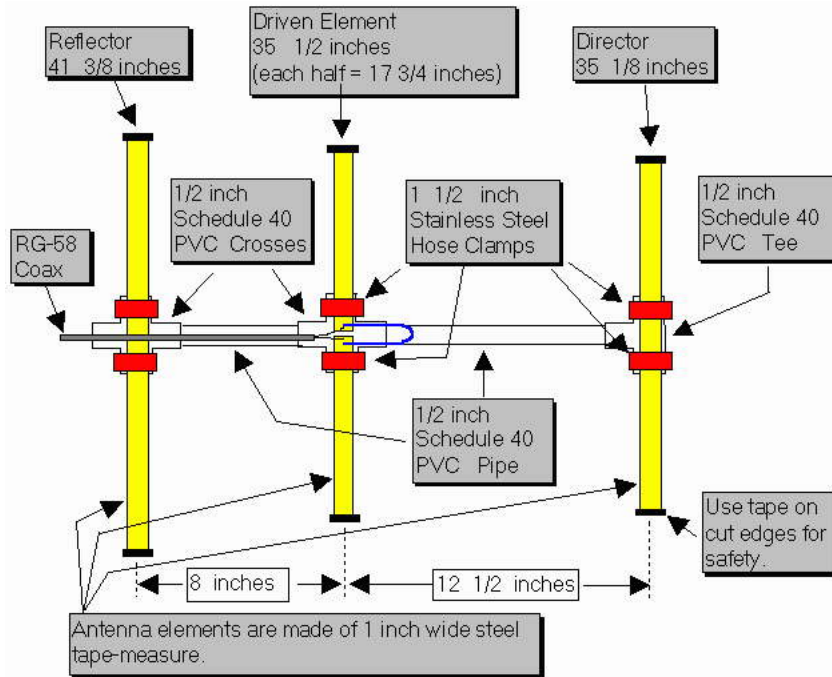 Reflector
41 3/8 inches
Driven Element
35 1/2 inches
(each half = 17 3/4 inches)
Director
35 1/8 inches
RG-58
Coax
1/2 inch
Schedule 40
PVC Crosses
1 1/2 inch
Stainless Steel
Hose Clamps
1/2 inch
Schedule 40
PVC Tee
1/2 inch
Schedule 40
PVC Pipe
Use tape on
cut edges for
safety.
8 inches
12 1/2 inches
Antenna elements are made of 1 inch wide steel
tape-measure.